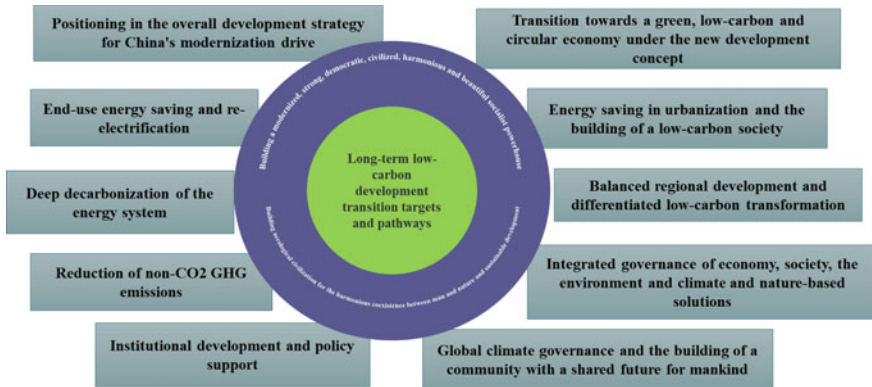 Positioning in the overall development strategy
for China's modernization drive
Transition towards a green, low-carbon and
circular economy under the new development
concept
End-use energy saving and re-
electrification
Energy saving in urbanization and the
building of a low-carbon society
Building a modernized, strong, democratic, civilized, harmonious and beautiful socialist powerhouse
Long-term low-
carbon
development
transition targets
and pathways
Building ecological civilization for the harmonious coexistence between man and nature and sustainable development
Deep decarbonization of the
energy system
Balanced regional development and
differentiated low-carbon transformation
Reduction of non-CO2 GHG
emissions
Integrated governance of economy, society, the
environment and climate and nature-based
solutions
Institutional development and policy
support
Global climate governance and the building of a
community with a shared future for mankind